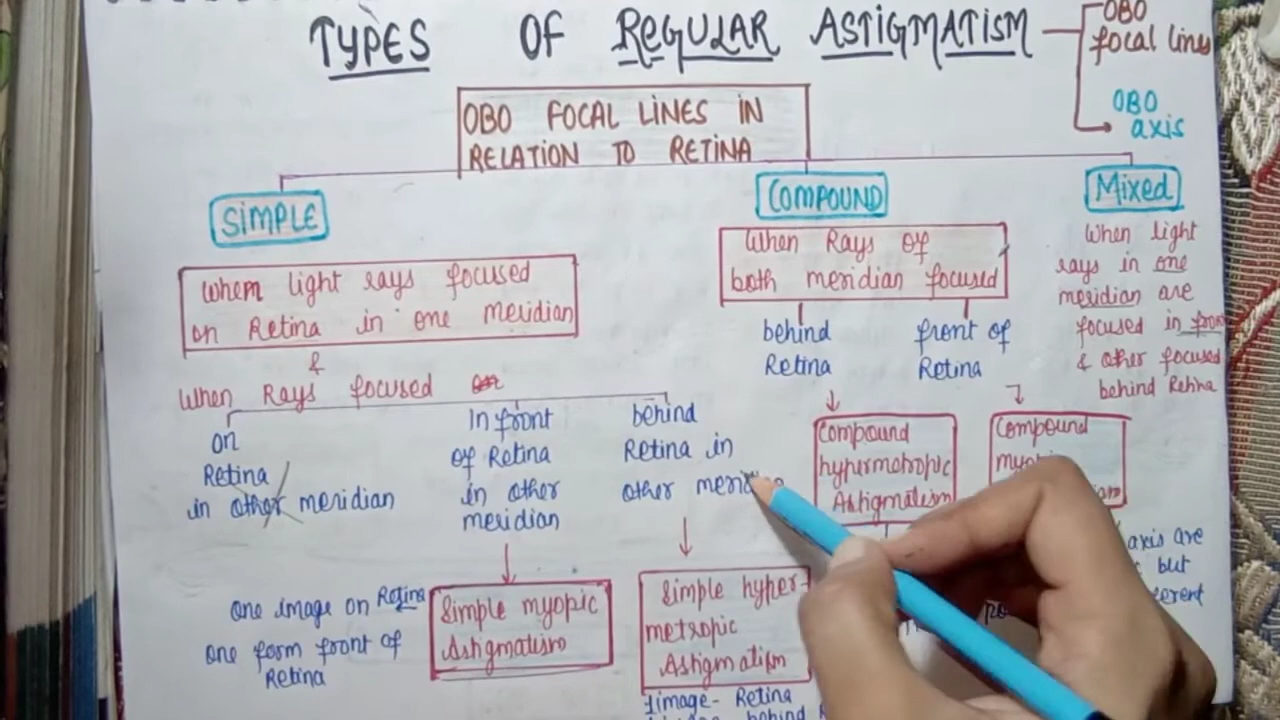 TYPES OF REGULAR ASTIGMATISM
OBO
focal lines
OBO
axis
OBO FOCAL LINES IN
RELATION TO RETINA
SIMPLE
COMPOUND
Mixed
When light rays focused
on Retina in one meridian
&
When Rays focused
on
Retina
in other meridian
In front
of Retina
in other
meridian
behind
Retina in
other
Simple myopic
Astigmatism
Simple hyper-
metropic
Astigmatism
One image on Retina
one form front of
Retina
1image- Retina
behind
When Rays of
both meridian focused
behind
Retina
front of
Retina
Compound
hypermetropic
Astigmatism
Compound
When light
rays in one
meridian are
focused in front
& other focused
behind Retina
axis are
but